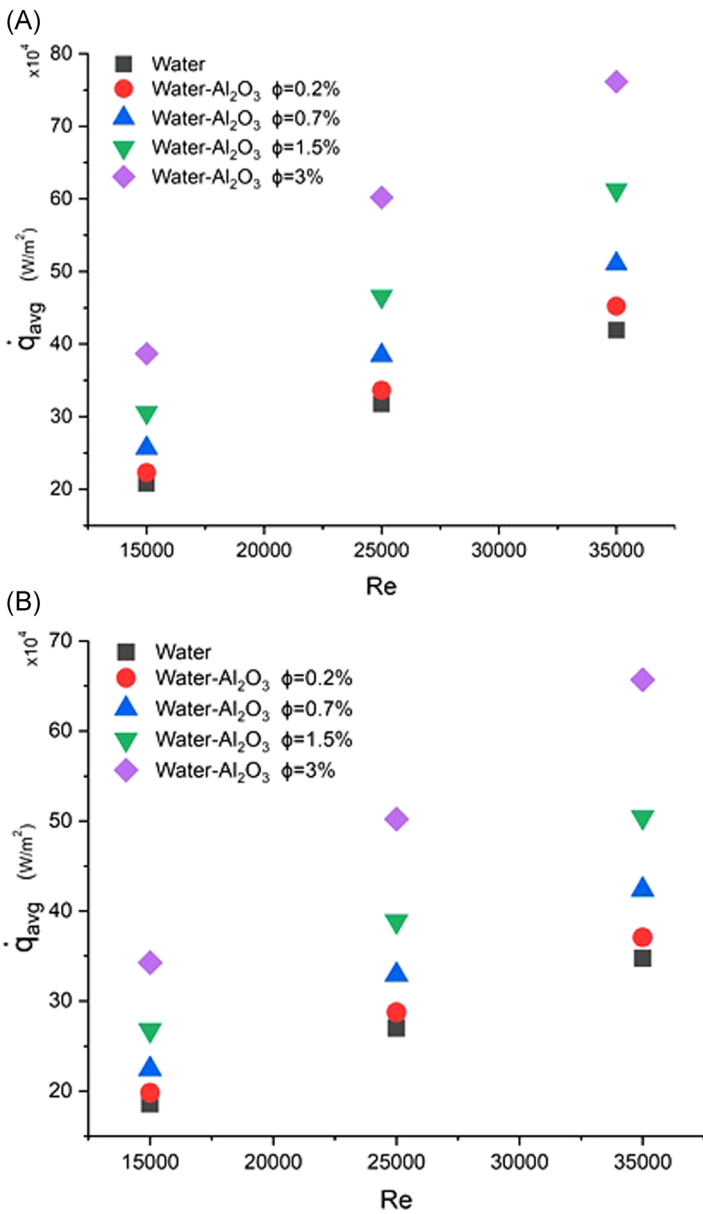 (A)
x10⁴
80
70
60
50
40
30
20
q̇avg (W/m²)
Water
Water-Al₂O₃ ϕ=0.2%
Water-Al₂O₃ ϕ=0.7%
Water-Al₂O₃ ϕ=1.5%
Water-Al₂O₃ ϕ=3%
15000 20000 25000 30000 35000
Re
(B)
x10⁴
70
60
50
40
30
20
q̇avg (W/m²)
Water
Water-Al₂O₃ ϕ=0.2%
Water-Al₂O₃ ϕ=0.7%
Water-Al₂O₃ ϕ=1.5%
Water-Al₂O₃ ϕ=3%
15000 20000 25000 30000 35000
Re